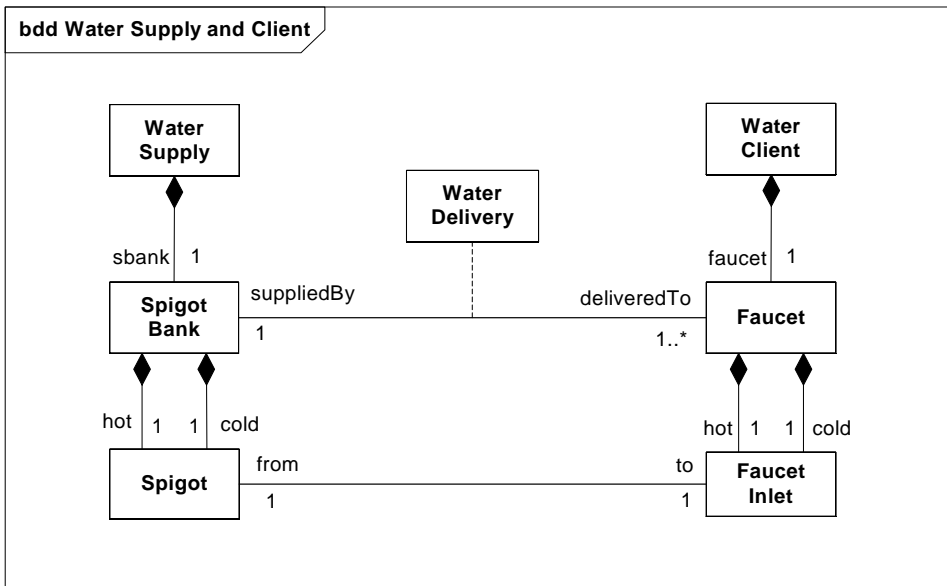 bdd Water Supply and Client
Water
Supply
Water
Client
Water
Delivery
sbank 1
faucet 1
suppliedBy
deliveredTo
Spigot
Bank
Faucet
1
1..*
hot 1 1 cold
hot 1 1 cold
from
to
Spigot
Faucet
Inlet
1
1